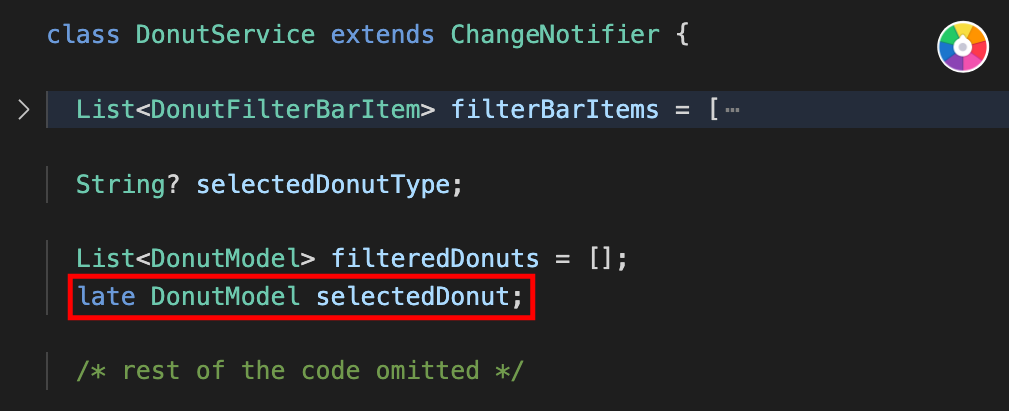 class DonutService extends ChangeNotifier {
List<DonutFilterBarItem> filterBarItems = [⋯
String? selectedDonutType;
List<DonutModel> filteredDonuts = [];
late DonutModel selectedDonut;
/* rest of the code omitted */